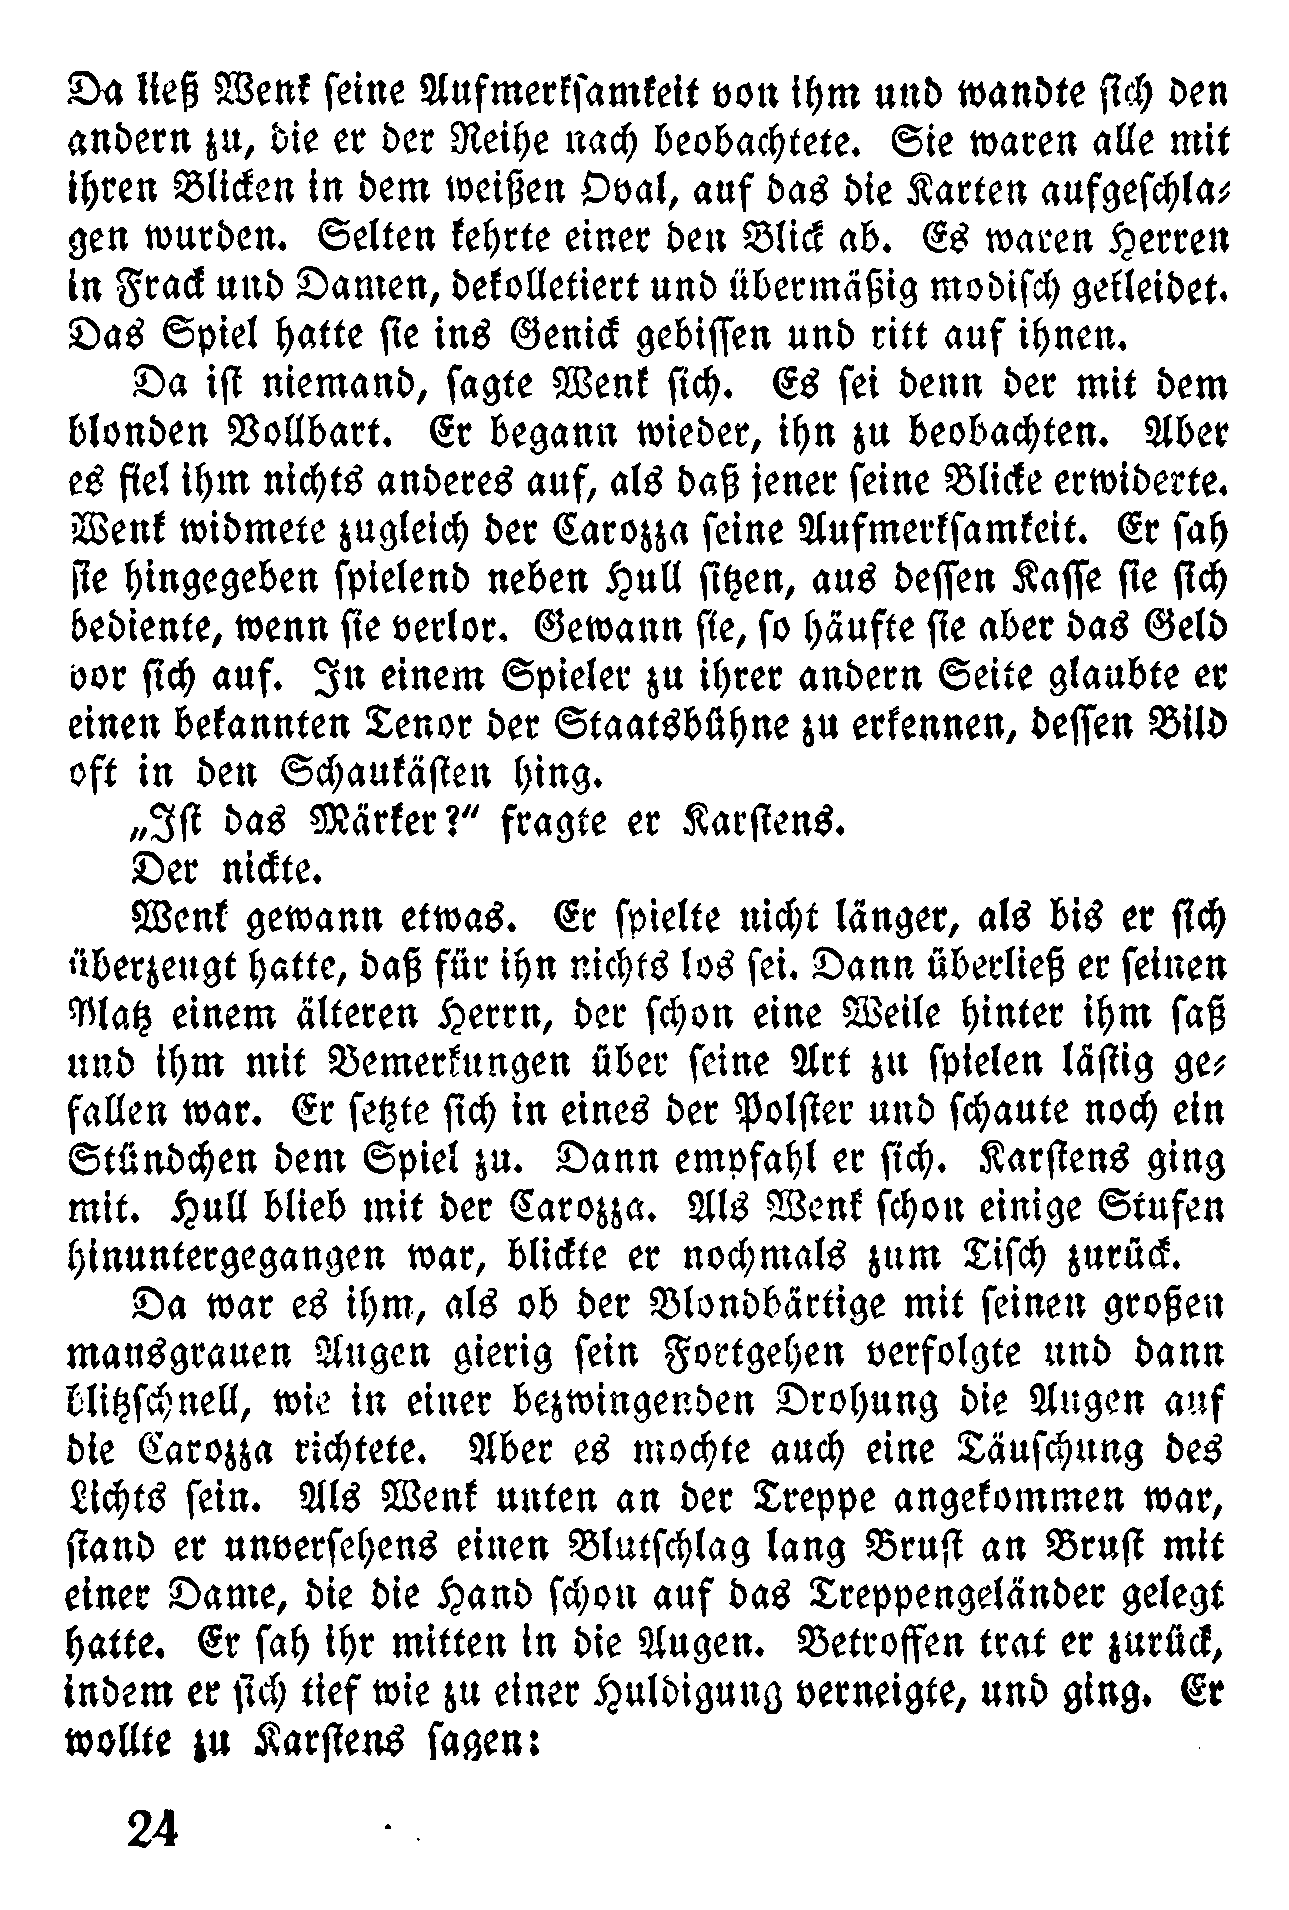 Da ließ Wenk seine Aufmerksamkeit von ihm und wandte sich den
andern zu, die er der Reihe nach beobachtete. Sie waren alle mit
ihren Blicken in dem weißen Oval, auf das die Karten aufgeschla-
gen wurden. Selten kehrte einer den Blick ab. Es waren Herren
in Frack und Damen, dekolletiert und übermäßig modisch gekleidet.
Das Spiel hatte sie ins Genick gebissen und ritt auf ihnen.
Da ist niemand, sagte Wenk sich. Es sei denn der mit dem
blonden Vollbart. Er begann wieder, ihn zu beobachten. Aber
es fiel ihm nichts anderes auf, als daß jener seine Blicke erwiderte.
Wenk widmete zugleich der Carozza seine Aufmerksamkeit. Er sah
sie hingegeben spielend neben Hull sitzen, aus dessen Kasse sie sich
bediente, wenn sie verlor. Gewann sie, so häufte sie aber das Geld
vor sich auf. In einem Spieler zu ihrer andern Seite glaubte er
einen bekannten Tenor der Staatsbühne zu erkennen, dessen Bild
oft in den Schaukästen hing.
„Ist das Märker?“ fragte er Karstens.
Der nickte.
Wenk gewann etwas. Er spielte nicht länger, als bis er sich
überzeugt hatte, daß für ihn nichts los sei. Dann überließ er seinen
Platz einem älteren Herrn, der schon eine Weile hinter ihm saß
und ihm mit Bemerkungen über seine Art zu spielen lästig ge-
fallen war. Er setzte sich in eines der Polster und schaute noch ein
Stündchen dem Spiel zu. Dann empfahl er sich. Karstens ging
mit. Hull blieb mit der Carozza. Als Wenk schon einige Stufen
hinuntergegangen war, blickte er nochmals zum Tisch zurück.
Da war es ihm, als ob der Blondbärtige mit seinen großen
mausgrauen Augen gierig sein Fortgehen verfolgte und dann
blitzschnell, wie in einer bezwingenden Drohung die Augen auf
die Carozza richtete. Aber es mochte auch eine Täuschung des
Lichts sein. Als Wenk unten an der Treppe angekommen war,
stand er unversehens einen Blutschlag lang Brust an Brust mit
einer Dame, die die Hand schon auf das Treppengeländer gelegt
hatte. Er sah ihr mitten in die Augen. Betroffen trat er zurück,
indem er sich tief wie zu einer Huldigung verneigte, und ging. Er
wollte zu Karstens sagen:
24